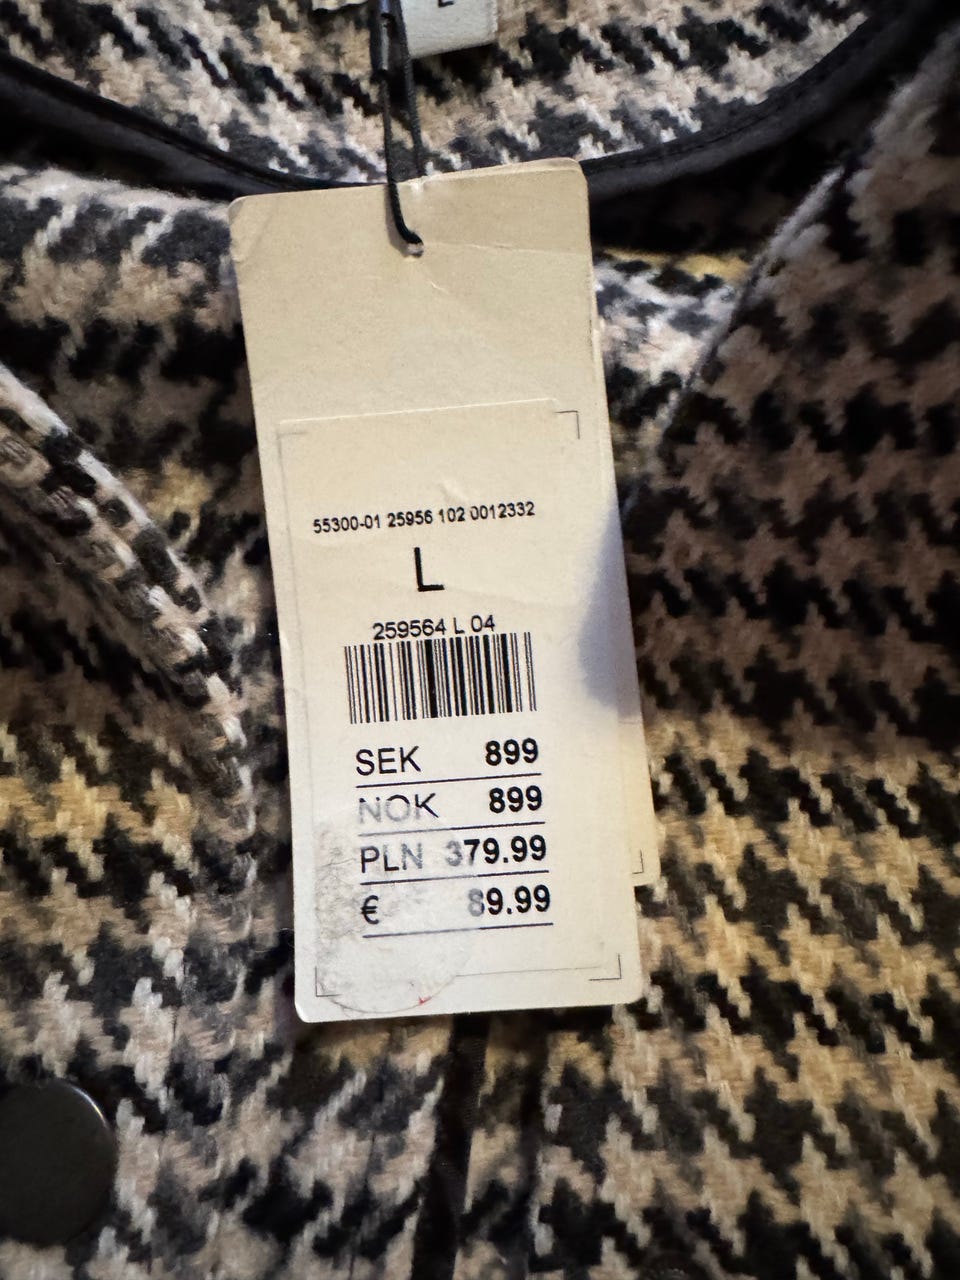 L
55300-01 25956 102 0012332
L
259564 L 04
SEK 899
NOK 899
PLN 379.99
€ 89.99